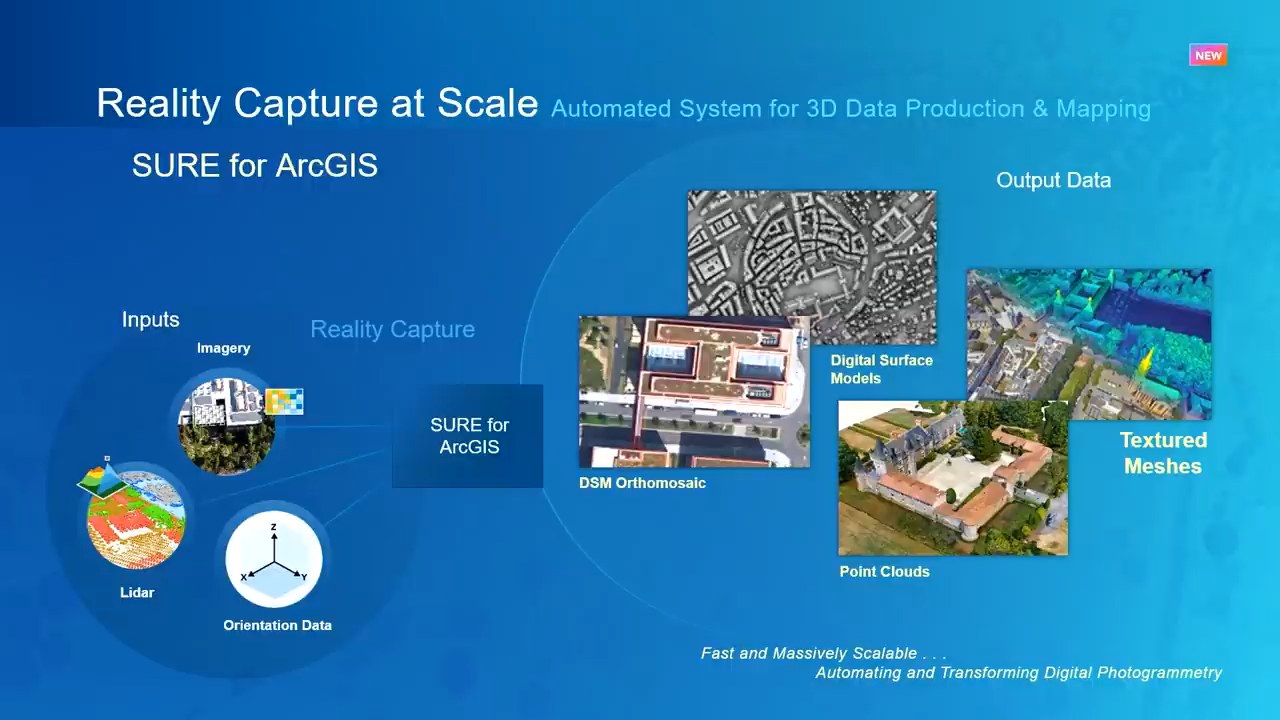 NEW
Reality Capture at Scale Automated System for 3D Data Production & Mapping
SURE for ArcGIS
Inputs
Reality Capture
Imagery
Lidar
Z
X
Y
Orientation Data
SURE for
ArcGIS
Output Data
Digital Surface
Models
DSM Orthomosaic
Textured
Meshes
Point Clouds
Fast and Massively Scalable . . .
Automating and Transforming Digital Photogrammetry